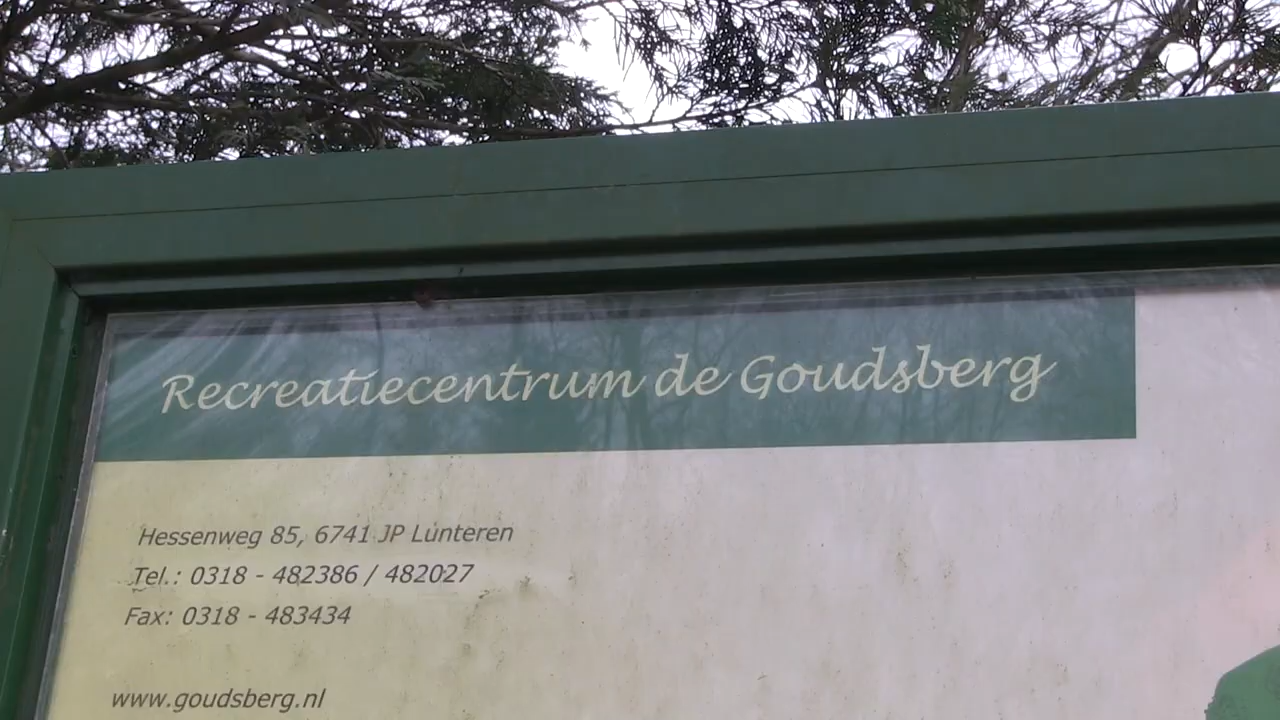 Recreatiecentrum de Goudsberg
Hessenweg 85, 6741 JP Lunteren
Tel.: 0318 - 482386 / 482027
Fax: 0318 - 483434
www.goudsberg.nl